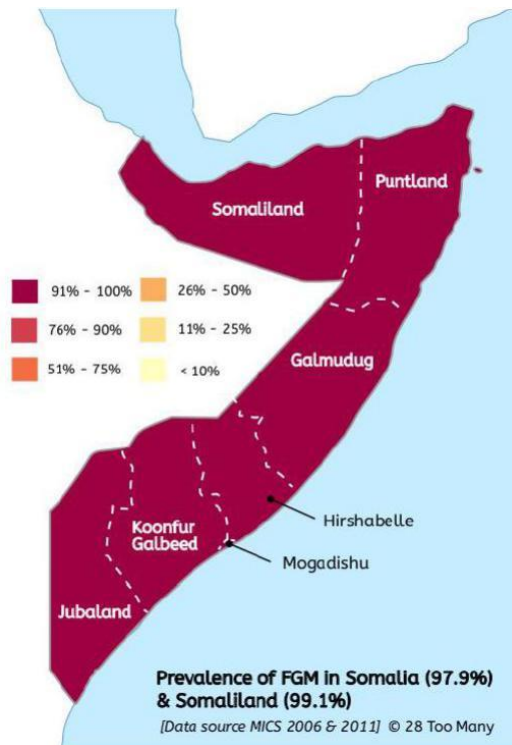 Puntland
Somaliland
91% - 100%
26% - 50%
76% - 90%
11% - 25%
51% - 75%
< 10%
Galmudug
Hirshabelle
Koonfur
Galbeed
Mogadishu
Jubaland
Prevalence of FGM in Somalia (97.9%)
& Somaliland (99.1%)
[Data source MICS 2006 & 2011] © 28 Too Many